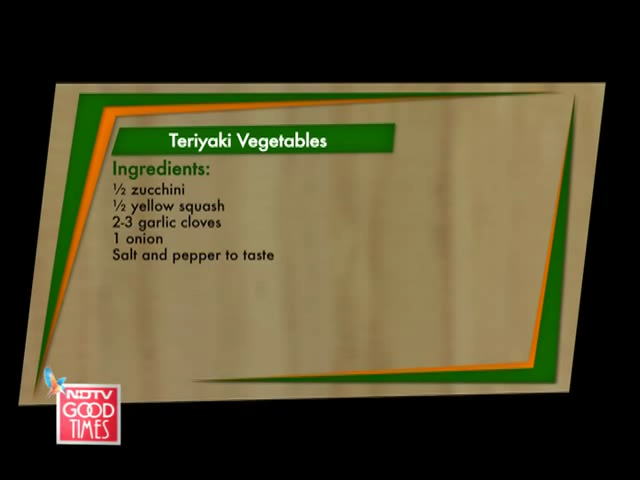 Teriyaki Vegetables
Ingredients:
½ zucchini
½ yellow squash
2-3 garlic cloves
1 onion
Salt and pepper to taste
NDTV
GOOD
TIMES